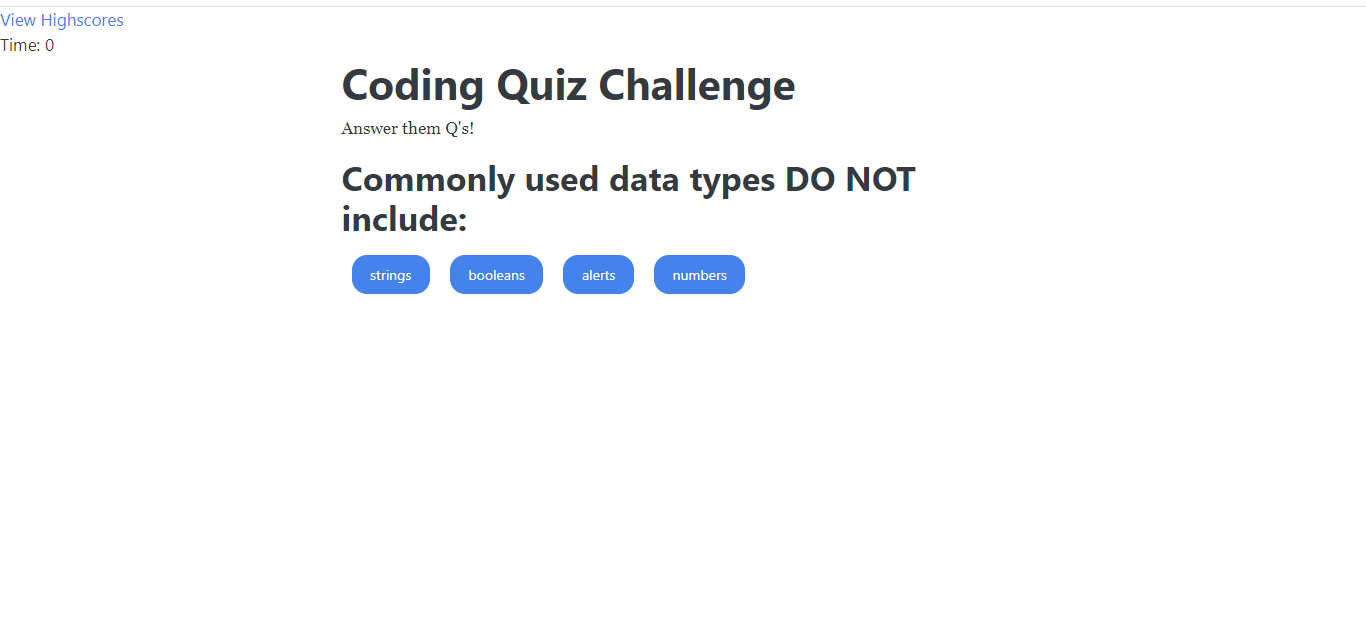 View Highscores
Time: 0
Coding Quiz Challenge
Answer them Q's!
Commonly used data types DO NOT
include:
strings booleans alerts numbers